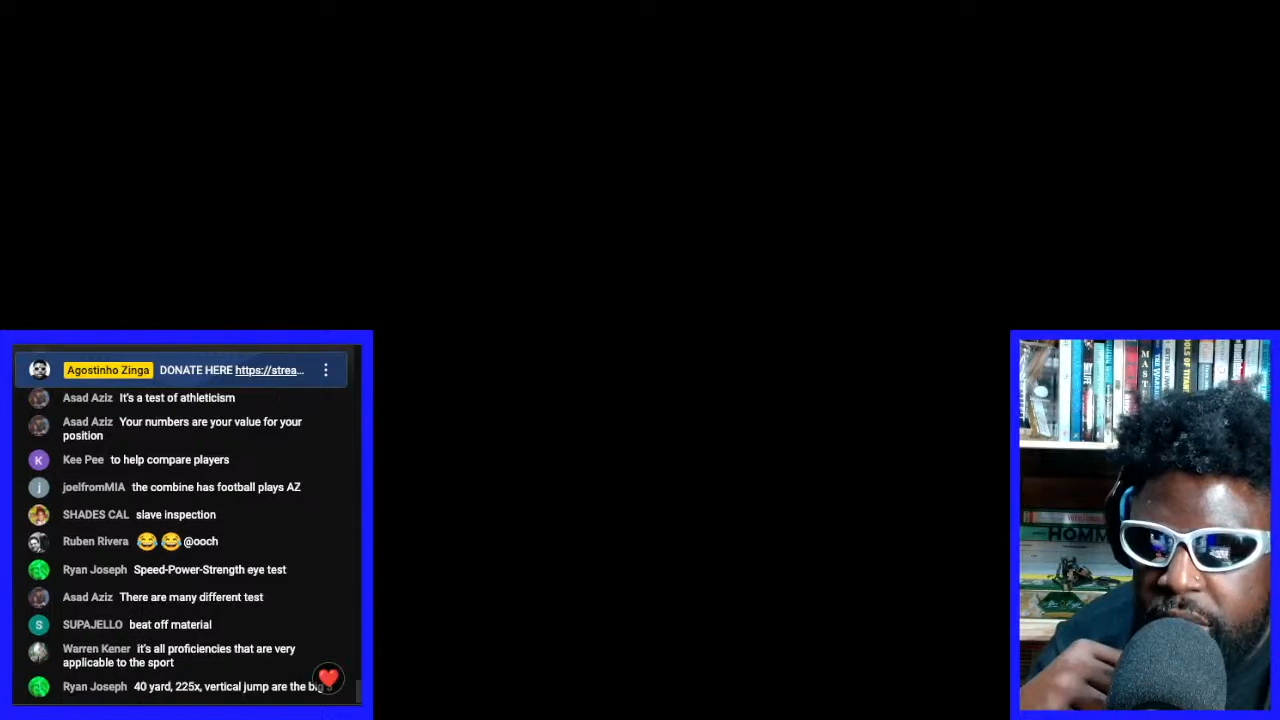 Agostinho Zinga DONATE HERE https://strea...
Asad Aziz It's a test of athleticism
Asad Aziz Your numbers are your value for your
position
K Kee Pee to help compare players
j joelfromMIA the combine has football plays AZ
SHADES CAL slave inspection
Ruben Rivera 😂 😂 @ooch
Ryan Joseph Speed-Power-Strength eye test
Asad Aziz There are many different test
S SUPAJELLO beat off material
Warren Kener it's all proficiencies that are very
applicable to the sport
Ryan Joseph 40 yard, 225x, vertical jump are the
HOMM